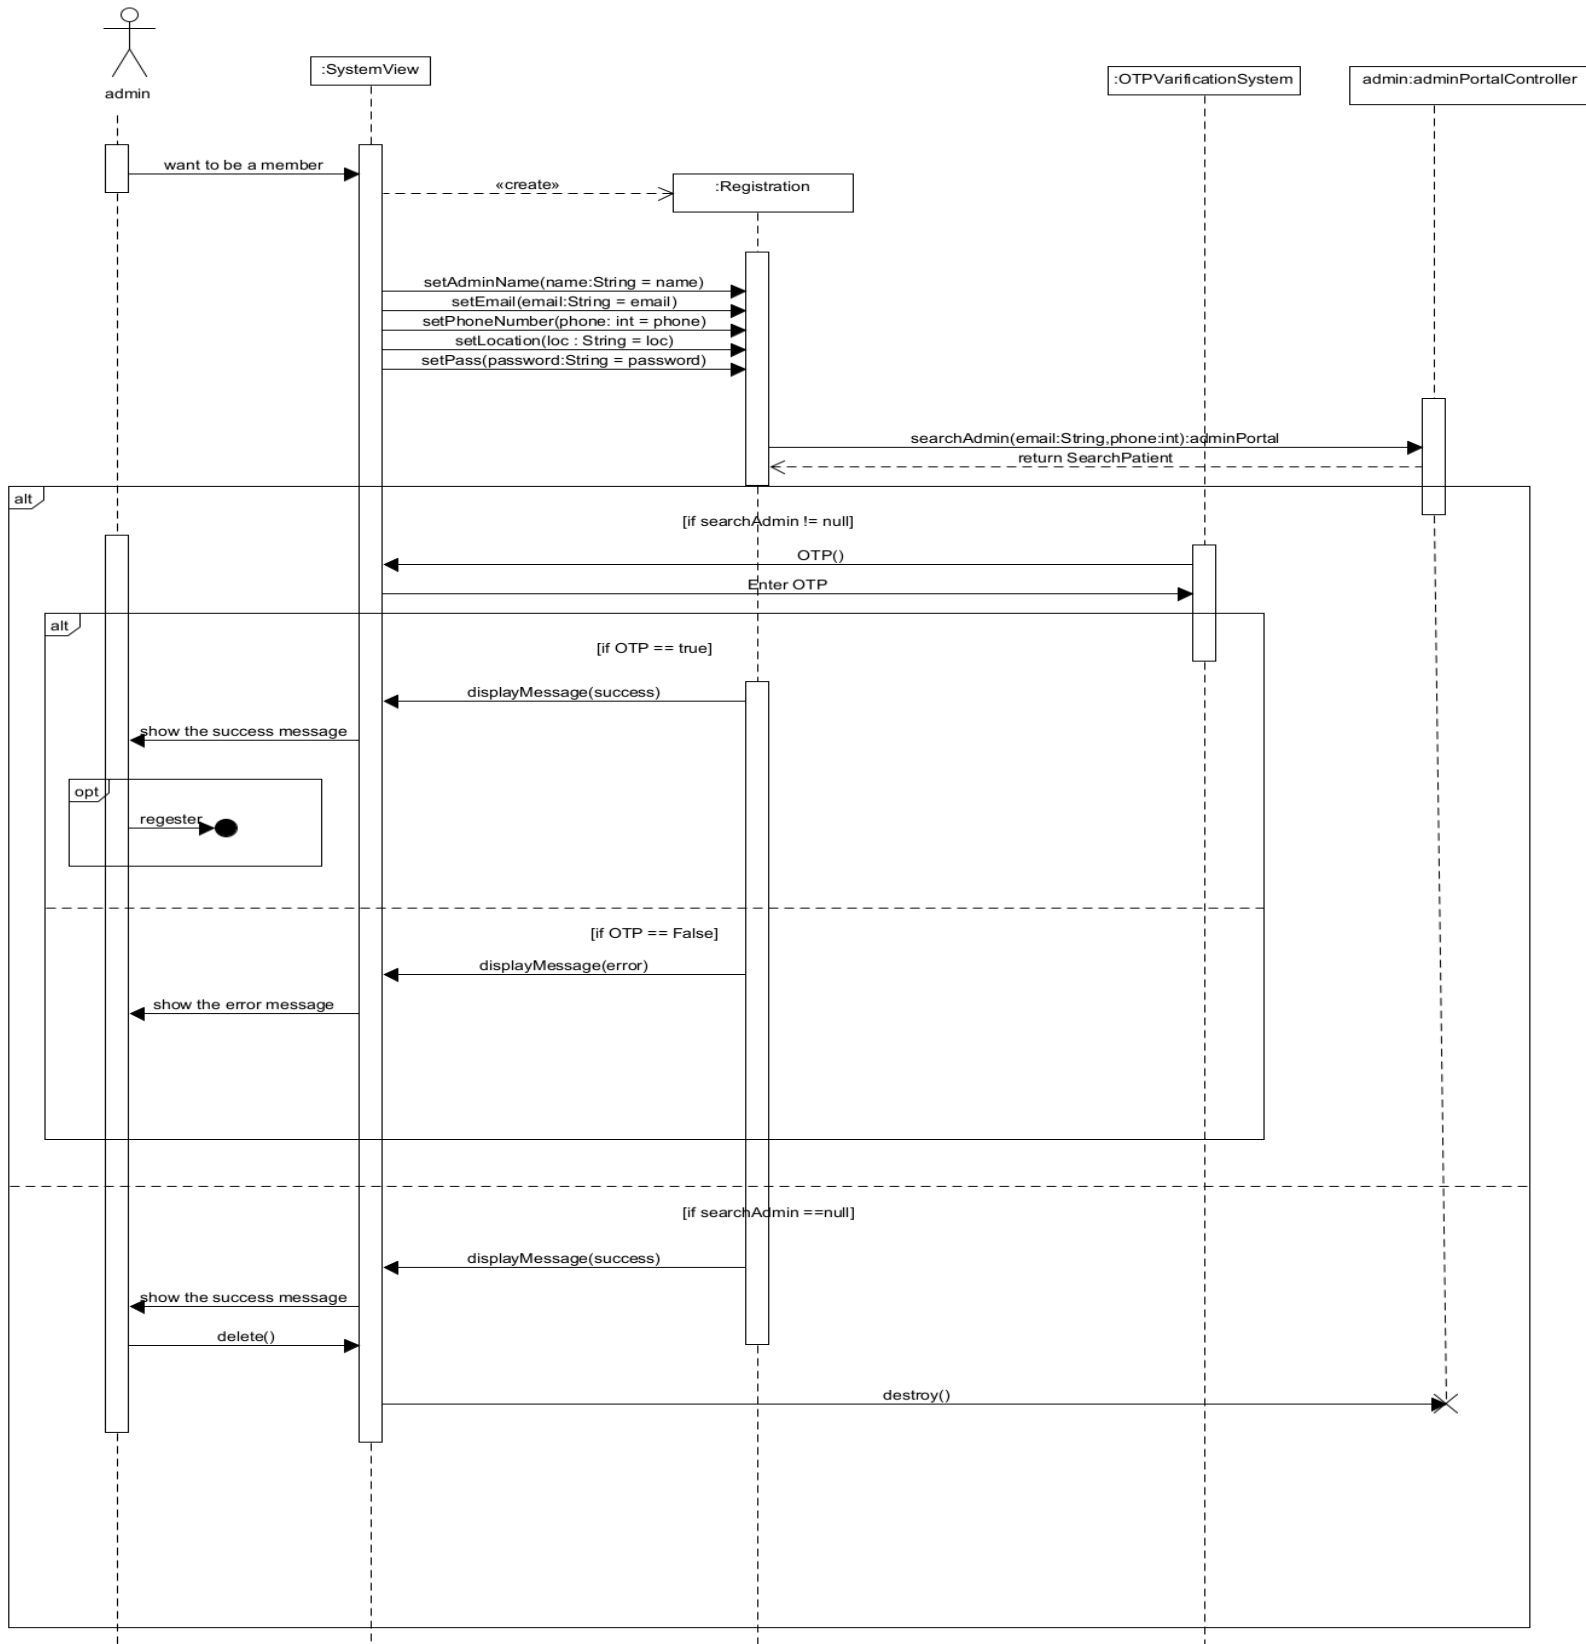 :SystemView
:OTPVarificationSystem
admin:adminPortalController
admin
want to be a member
«create»
:Registration
setAdminName(name:String = name)
setEmail(email:String = email)
setPhoneNumber(phone: int = phone)
setLocation(loc : String = loc)
setPass(password:String = password)
searchAdmin(email:String,phone:int):adminPortal
return SearchPatient
alt
[if searchAdmin != null]
OTP()
Enter OTP
alt
[if OTP == true]
displayMessage(success)
show the success message
opt
regester
[if OTP == False]
displayMessage(error)
show the error message
[if searchAdmin ==null]
displayMessage(success)
show the success message
delete()
destroy()